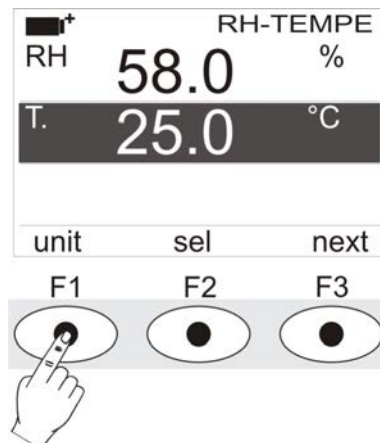 RH-TEMPE
RH 58.0 %
T. 25.0 °C
unit sel next
F1 F2 F3